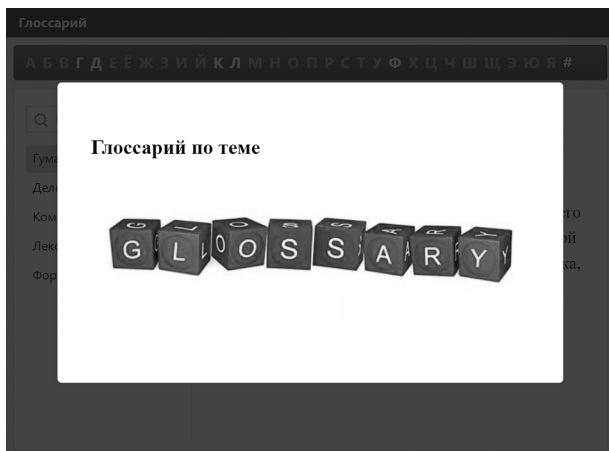 Глоссарий
А Б В Г Д Е Ё Ж З И Й К Л М Н О П Р С Т У Ф Х Ц Ч Ш Щ Э Ю Я #
Глоссарий по теме
GLOSSARY